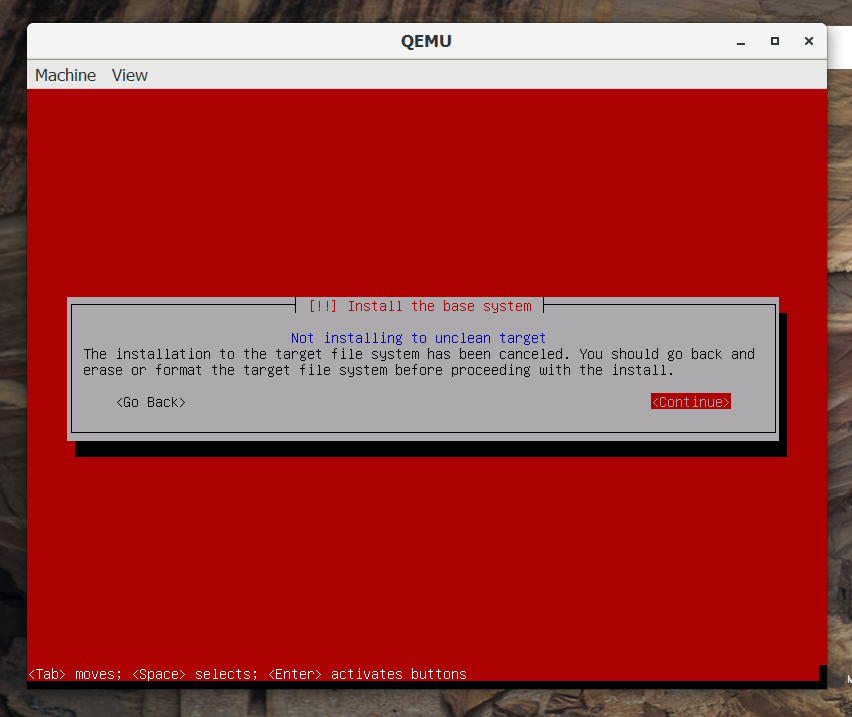 QEMU
Machine View
[!!] Install the base system
Not installing to unclean target
The installation to the target file system has been canceled. You should go back and
erase or format the target file system before proceeding with the install.
<Go Back> <Continue>
<Tab> moves; <Space> selects; <Enter> activates buttons